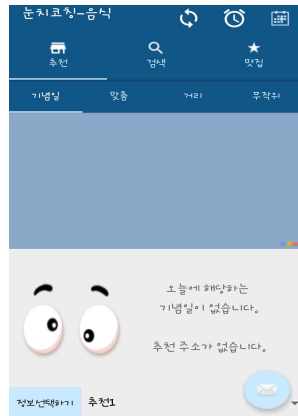 눈치코칭-음식
추천
검색
맛집
기념일 맞춤 거리 무작위
오늘에 해당하는
기념일이 없습니다.
추천 주소가 없습니다.
정보선택하기 추천1